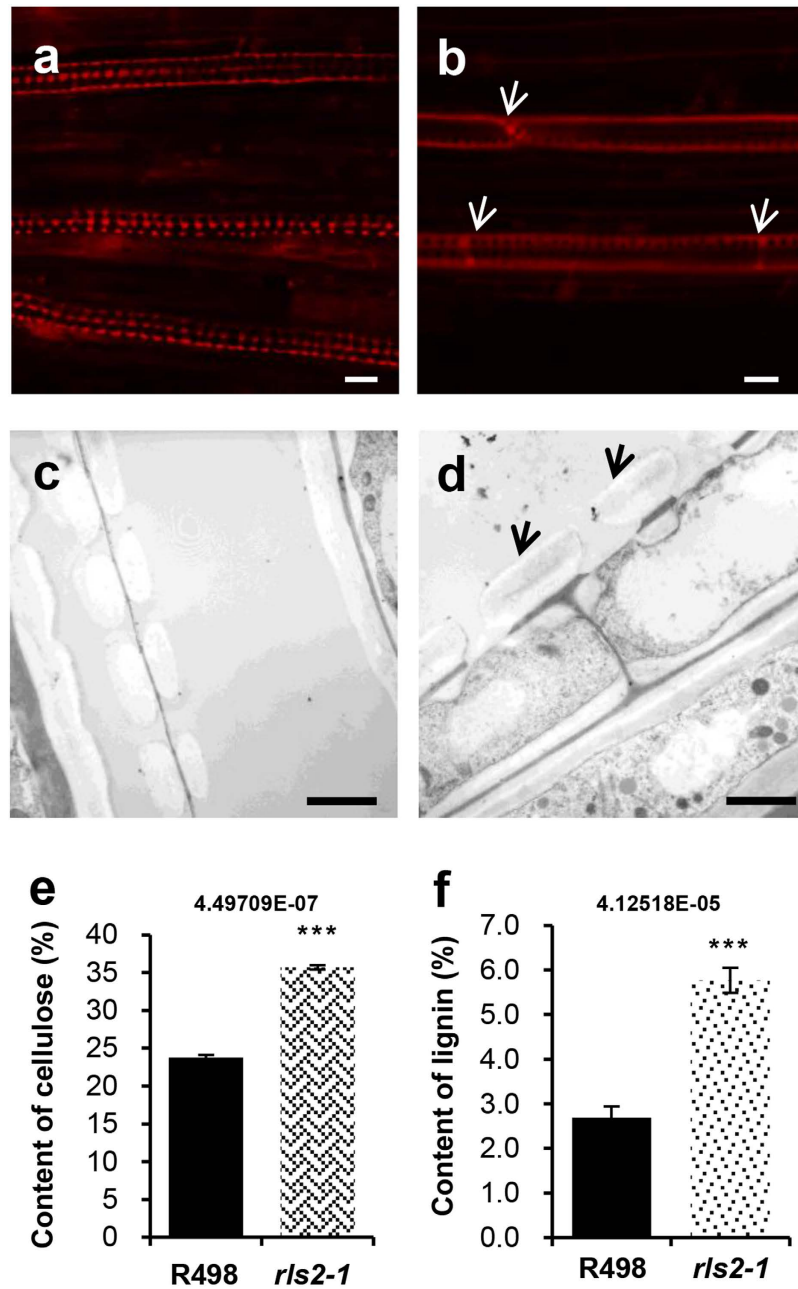 a
b
c
d
e
4.49709E-07
***
Content of cellulose (%)
40
35
30
25
20
15
10
5
0
R498
rls2-1
f
4.12518E-05
***
Content of lignin (%)
7.0
6.0
5.0
4.0
3.0
2.0
1.0
0.0
R498
rls2-1